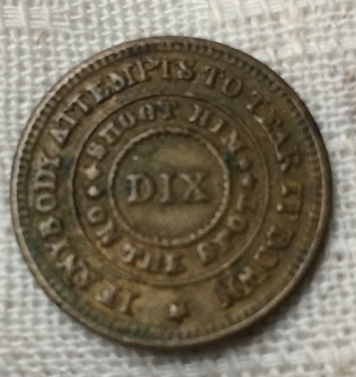 IF ANYBODY ATTEMPTS TO TEAR IT DOWN
SHOOT HIM
ON THE SPOT
DIX